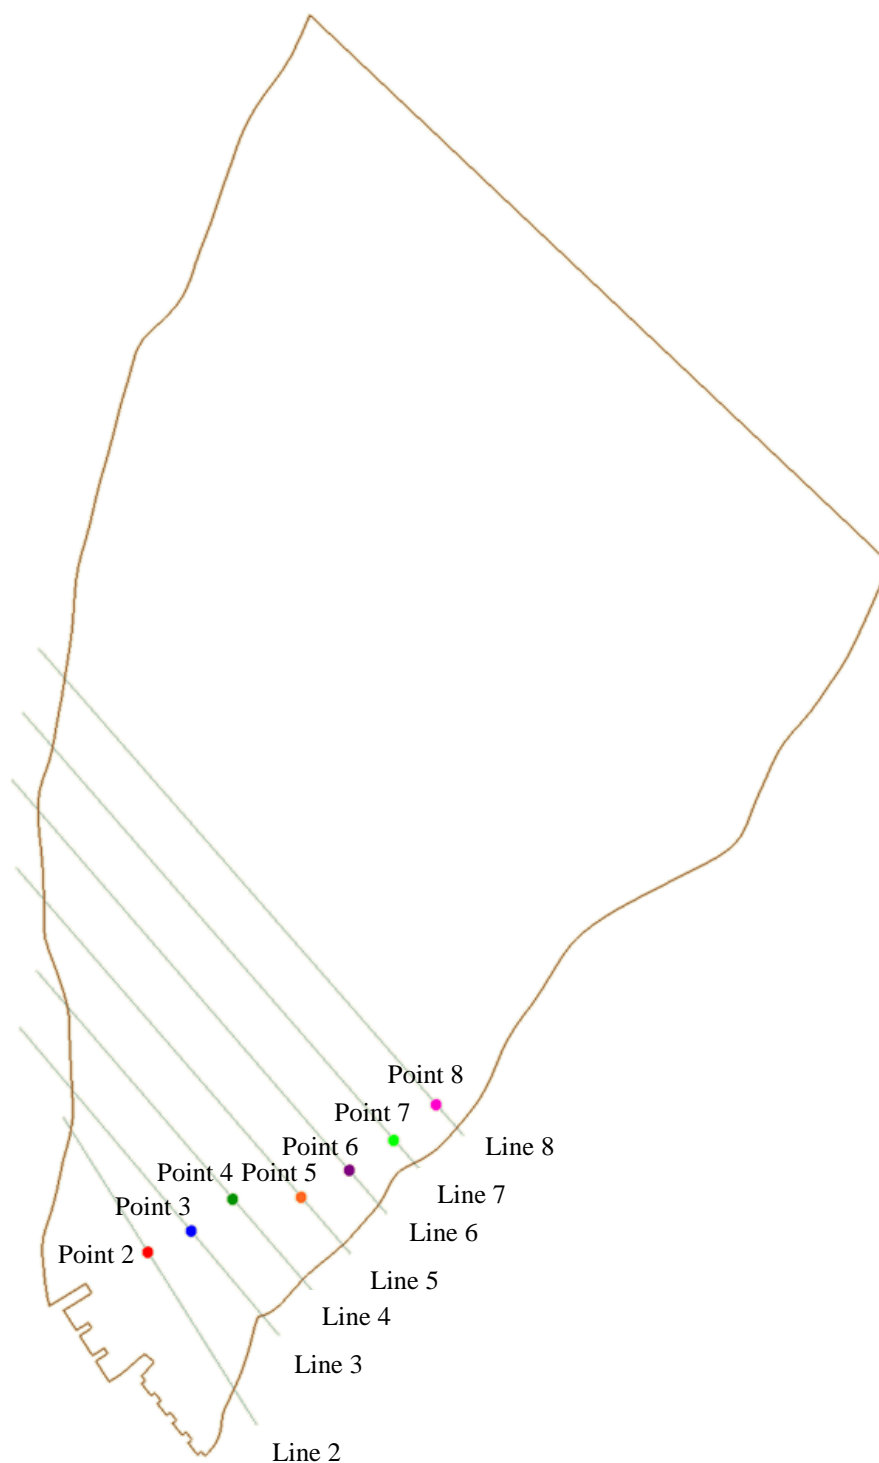 Point 8
Point 7
Line 8
Point 6
Point 4 Point 5
Line 7
Point 3
Line 6
Point 2
Line 5
Line 4
Line 3
Line 2